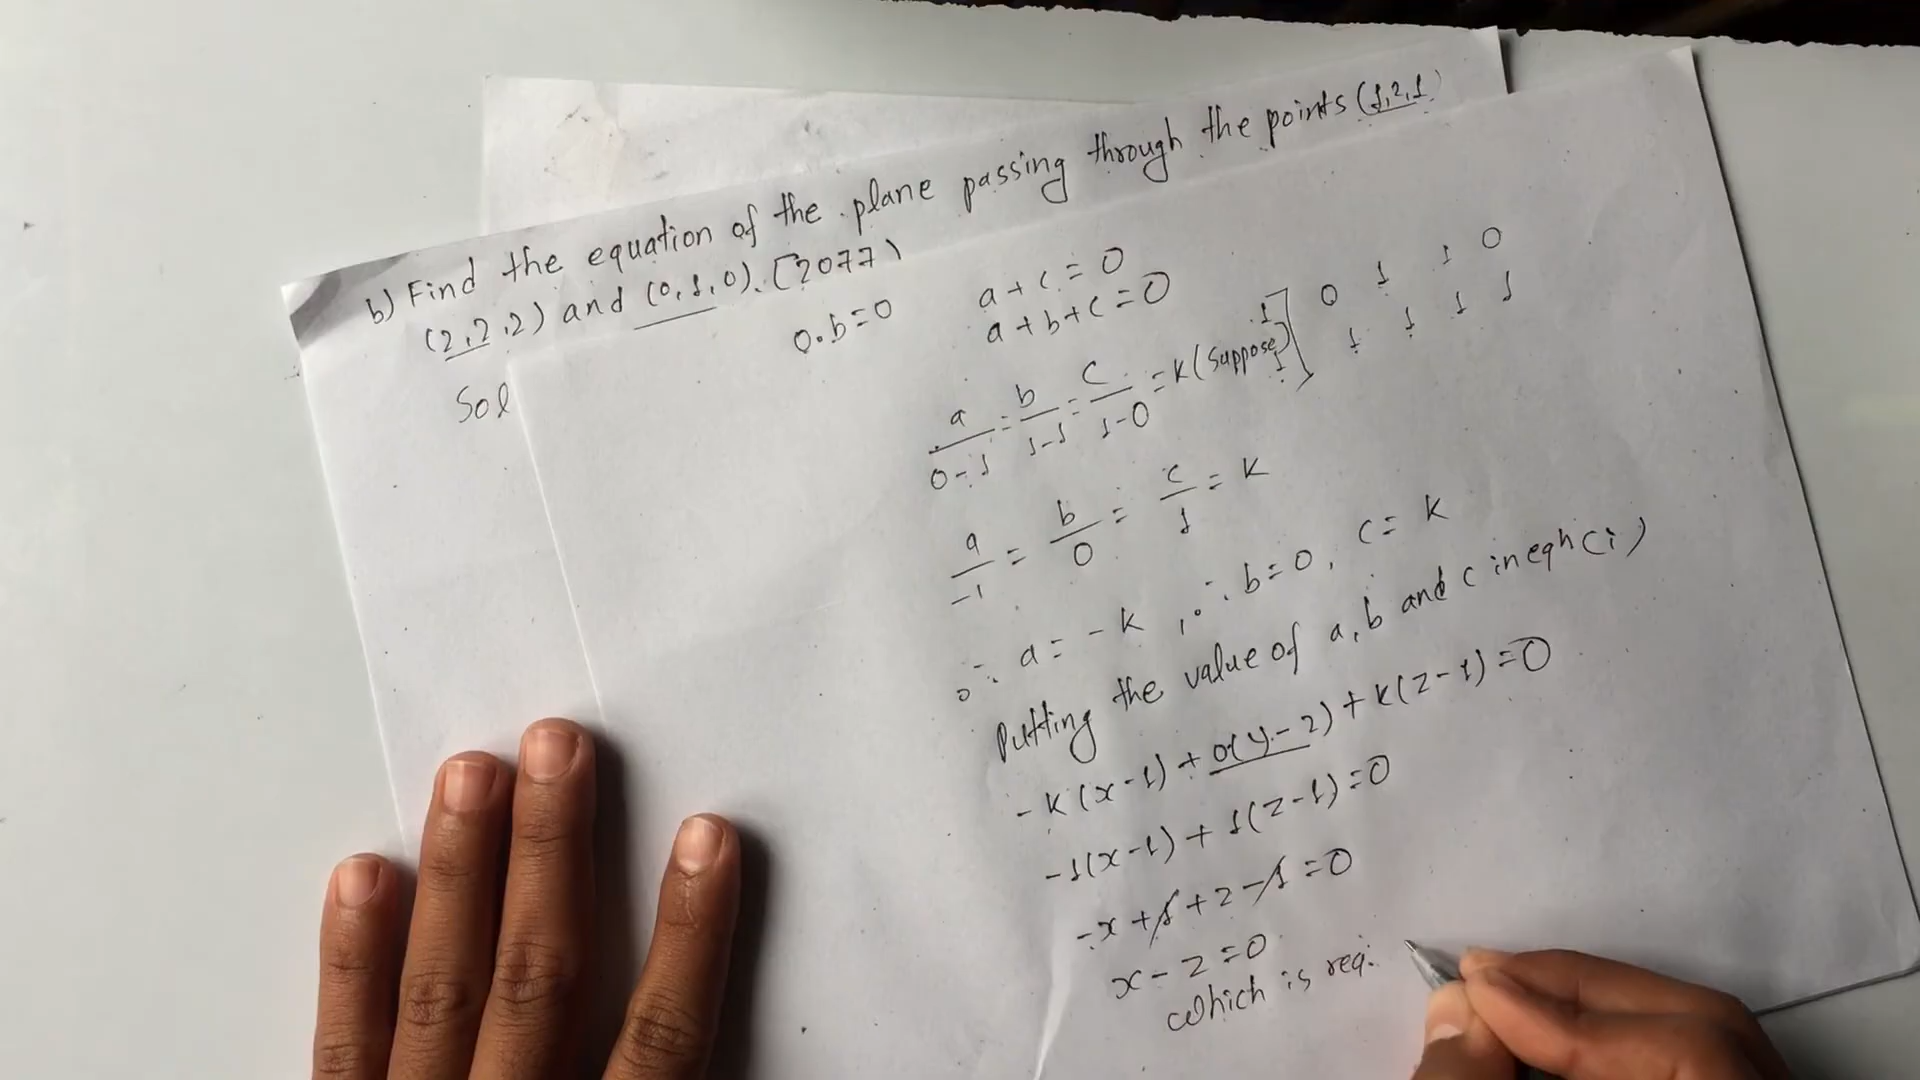 b) Find the equation of the plane passing through the points (1,2,1)
(2,2,2) and (0,1,0). [2077)
Sol
0.b=0
a+c=0
a+b+c=0
1] 0 1 1 0
1] 1 1 1 1
a/0-1 = b/1-1 = c/1-0 = K (Suppose)
a/-1 = b/0 = c/1 = K
∴ a = -K, ∴ b=0, c= K
Putting the value of a, b and c in eqn (i)
-K(x-1)+0(y-2)+K(z-1)=0
-1(x-1)+1(z-1)=0
-x+1+z-1=0
x-z=0
Which is req.